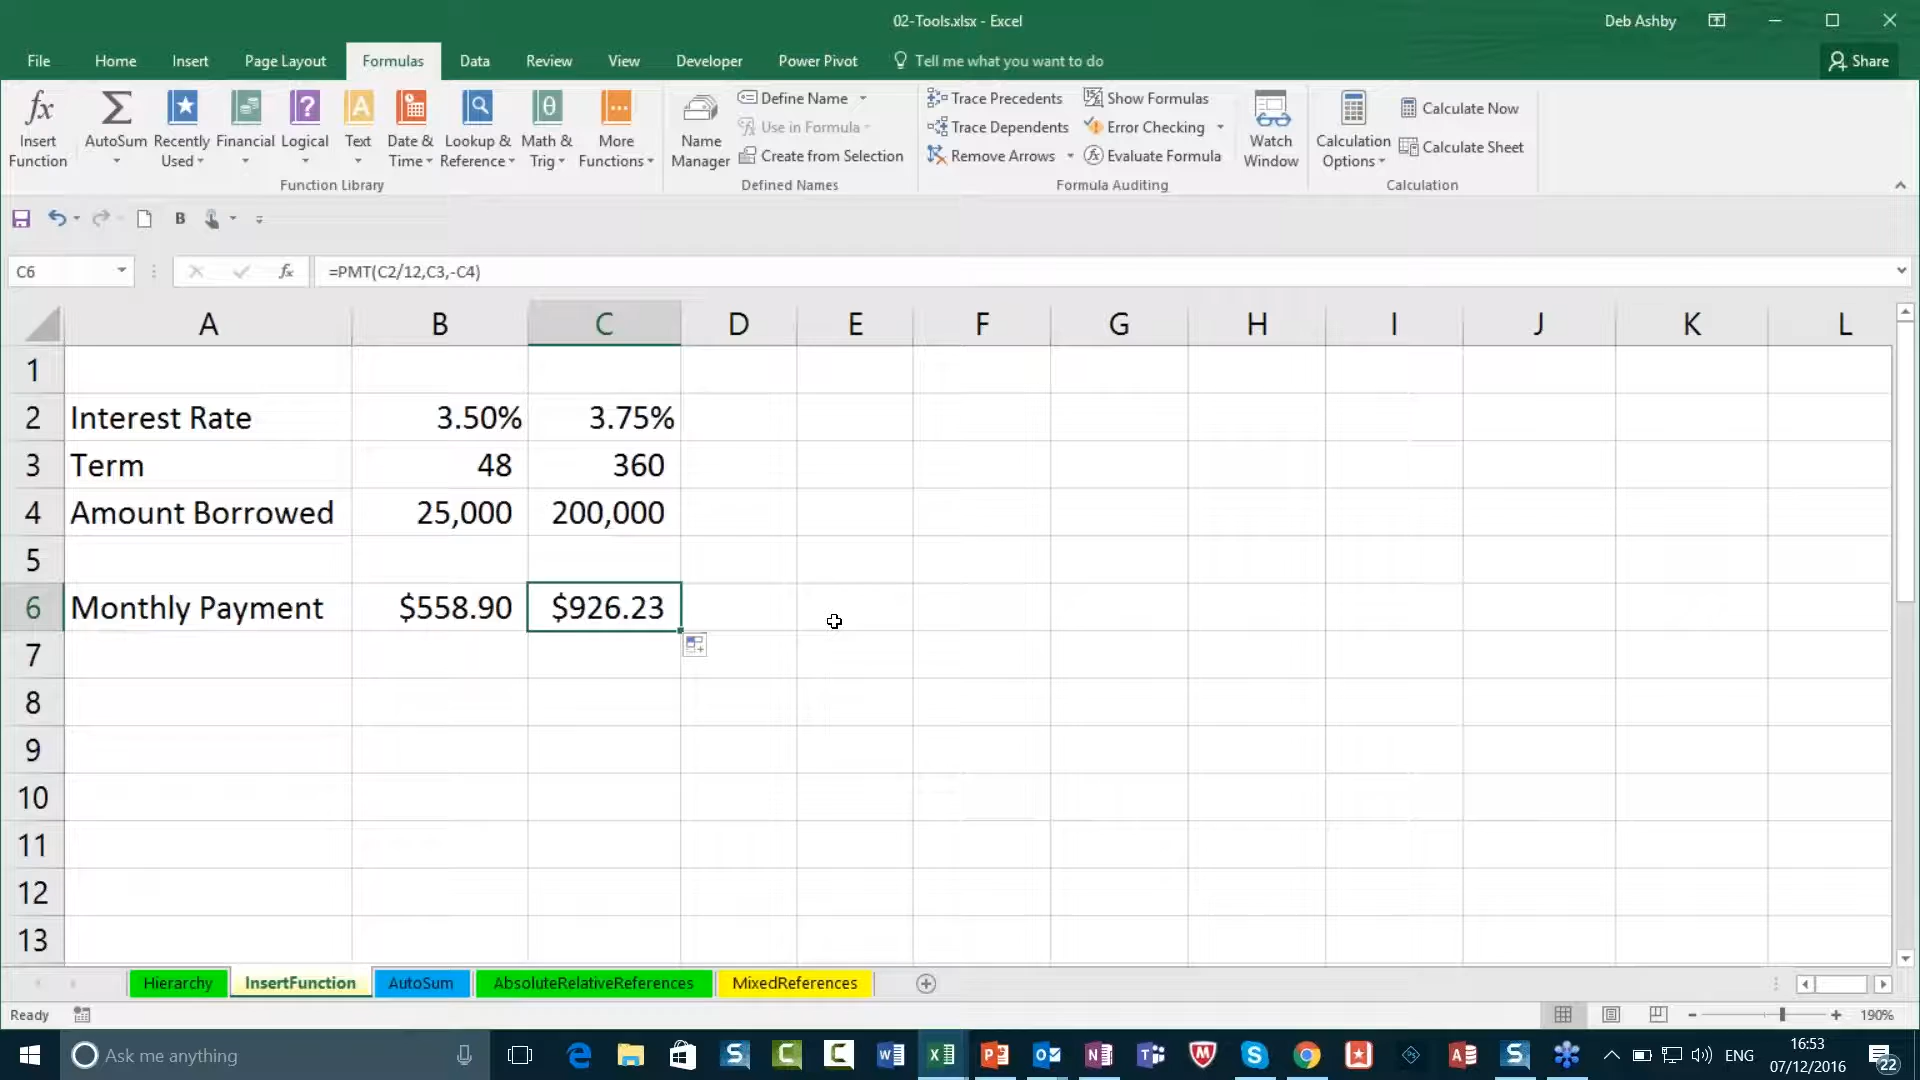 02-Tools.xlsx - Excel
Deb Ashby
File Home Insert Page Layout Formulas Data Review View Developer Power Pivot Tell me what you want to do Share
fx Insert Function
AutoSum
Recently Used
Financial
Logical
Text
Date & Time
Lookup & Reference
Math & Trig
More Functions
Function Library
Name Manager
Define Name
Use in Formula
Create from Selection
Defined Names
Trace Precedents
Trace Dependents
Remove Arrows
Show Formulas
Error Checking
Evaluate Formula
Formula Auditing
Watch Window
Calculation Options
Calculate Now
Calculate Sheet
Calculation
B
C6 fx =PMT(C2/12,C3,-C4)
A B C D E F G H I J K L
1
2 Interest Rate 3.50% 3.75%
3 Term 48 360
4 Amount Borrowed 25,000 200,000
5
6 Monthly Payment $558.90 $926.23
7
8
9
10
11
12
13
Hierarchy InsertFunction AutoSum AbsoluteRelativeReferences MixedReferences
Ready 190%
Ask me anything ENG 16:53
07/12/2016 22